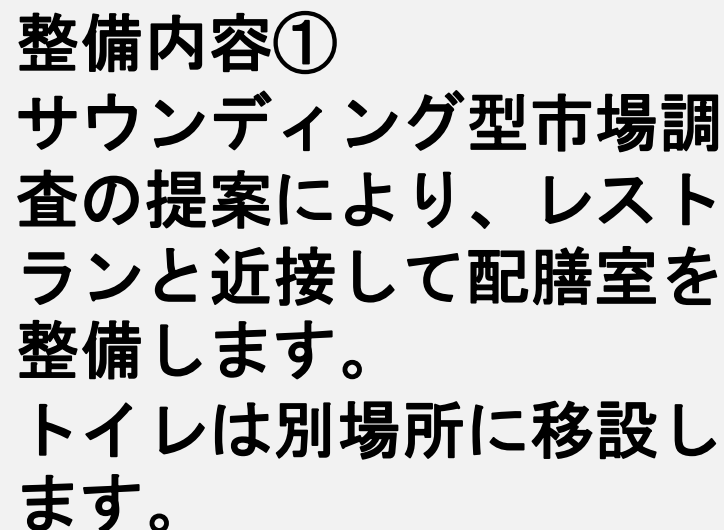 整備内容①
サウンディング型市場調
査の提案により、レスト
ランと近接して配膳室を
整備します。
トイレは別場所に移設し
ます。